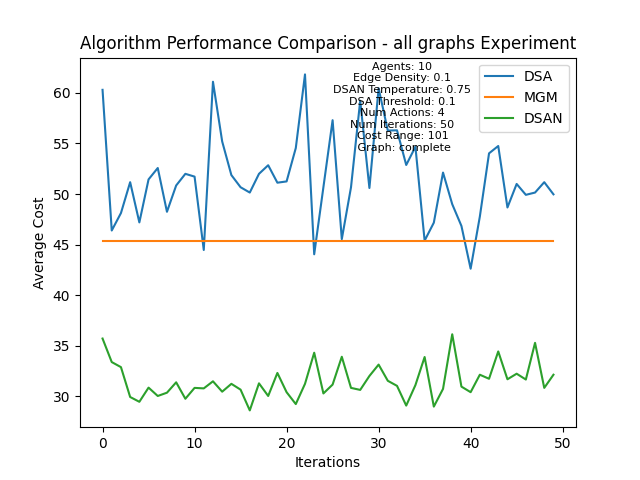 Algorithm Performance Comparison - all graphs Experiment
Agents: 10
Edge Density: 0.1
DSAN Temperature: 0.75
DSA Threshold: 0.1
Num Actions: 4
Num Iterations: 50
Cost Range: 101
Graph: complete
DSA
MGM
DSAN
Average Cost
60
55
50
45
40
35
30
0
10
20
30
40
50
Iterations